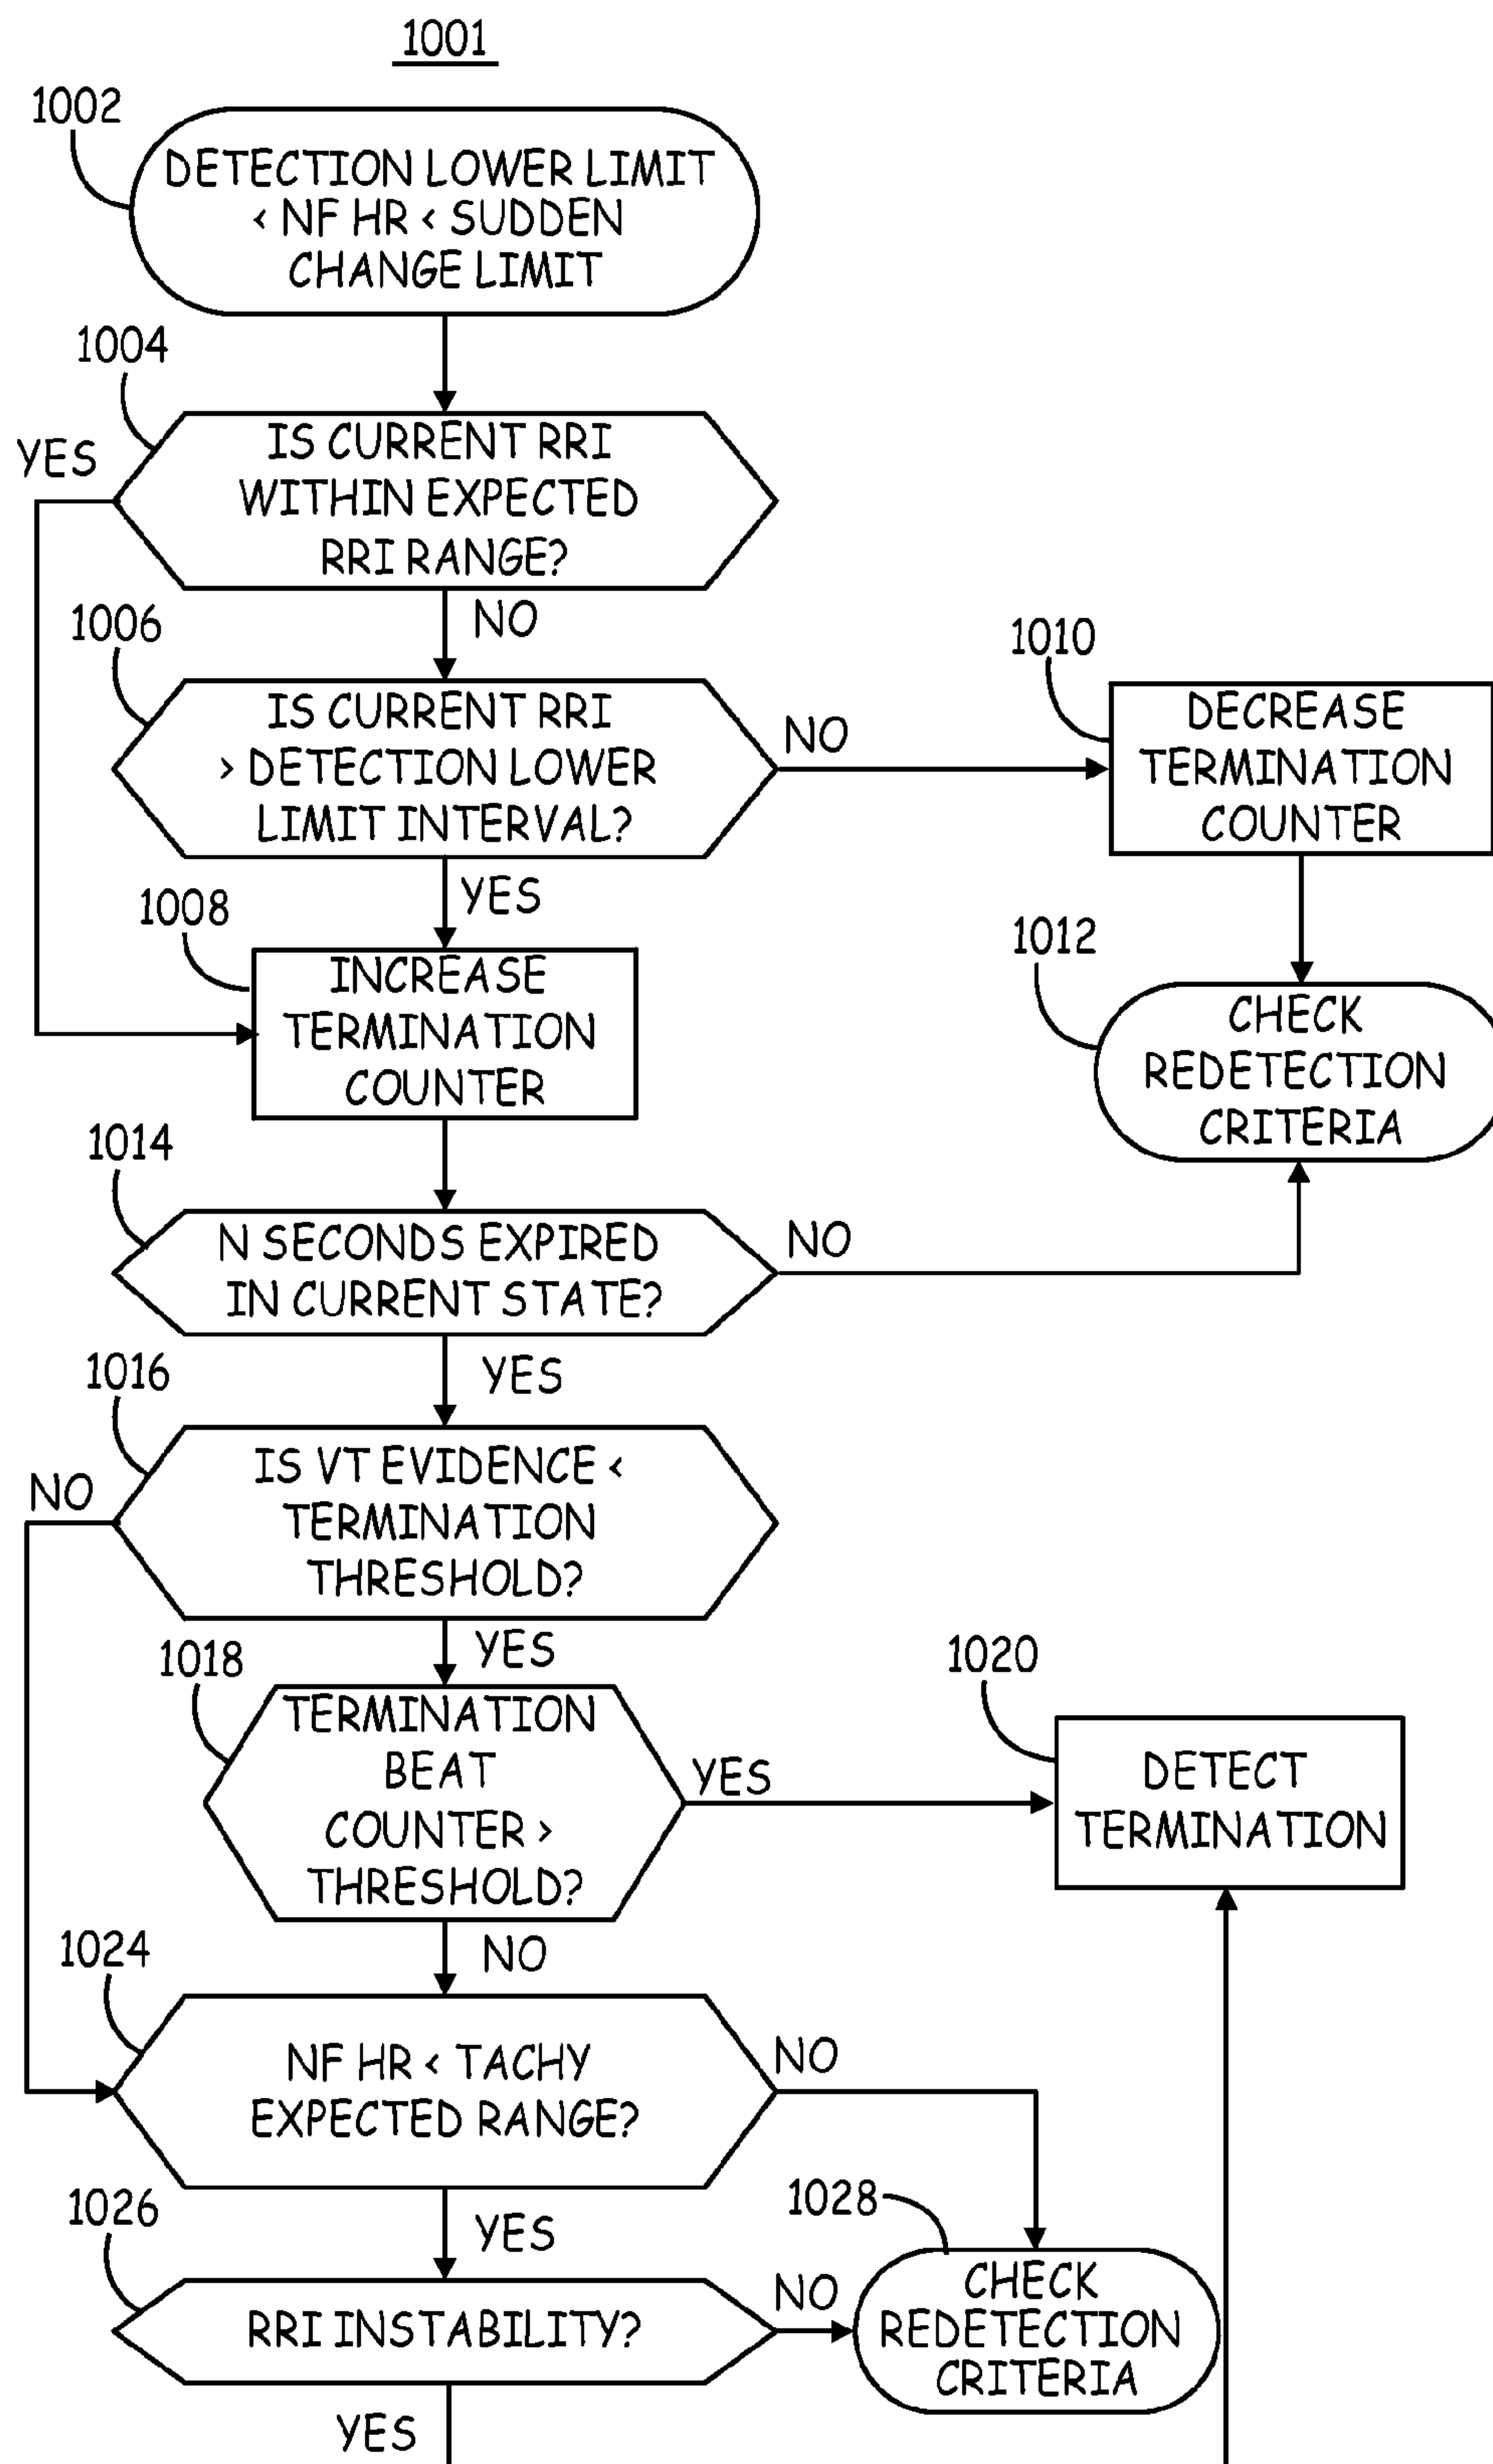 1001
1002
DETECTION LOWER LIMIT
< NF HR < SUDDEN
CHANGE LIMIT
1004
YES
IS CURRENT RRI
WITHIN EXPECTED
RRI RANGE?
NO
1006
IS CURRENT RRI
> DETECTION LOWER
LIMIT INTERVAL?
NO
1010
DECREASE
TERMINATION
COUNTER
YES
1008
INCREASE
TERMINATION
COUNTER
1012
CHECK
REDETECTION
CRITERIA
1014
N SECONDS EXPIRED
IN CURRENT STATE?
NO
YES
1016
NO
IS VT EVIDENCE <
TERMINATION
THRESHOLD?
YES
1018
TERMINATION
BEAT
COUNTER >
THRESHOLD?
YES
1020
DETECT
TERMINATION
NO
1024
NF HR < TACHY
EXPECTED RANGE?
NO
YES
1026
RRI INSTABILITY?
NO
1028
CHECK
REDETECTION
CRITERIA
YES